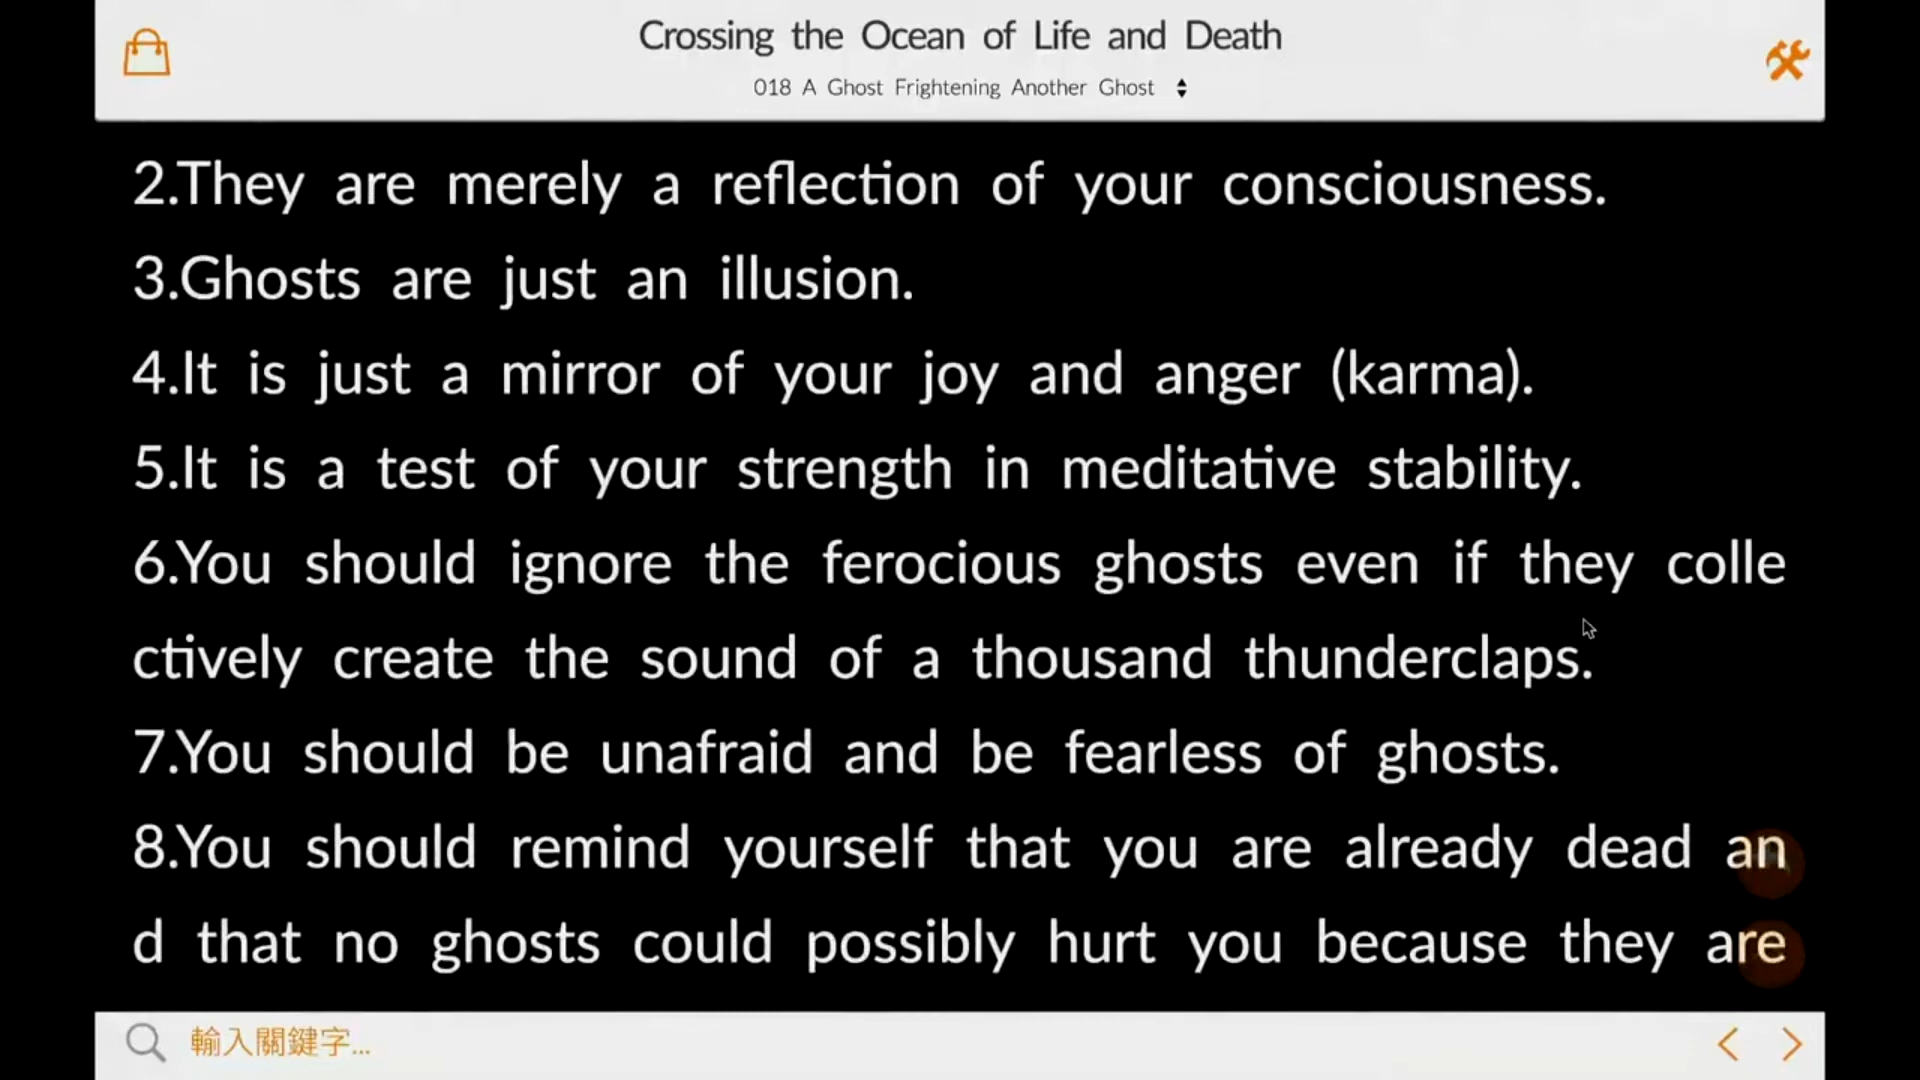 Crossing the Ocean of Life and Death
018 A Ghost Frightening Another Ghost
2.They are merely a reflection of your consciousness.
3.Ghosts are just an illusion.
4.It is just a mirror of your joy and anger (karma).
5.It is a test of your strength in meditative stability.
6.You should ignore the ferocious ghosts even if they colle
ctively create the sound of a thousand thunderclaps.
7.You should be unafraid and be fearless of ghosts.
8.You should remind yourself that you are already dead an
d that no ghosts could possibly hurt you because they are
輸入關鍵字...